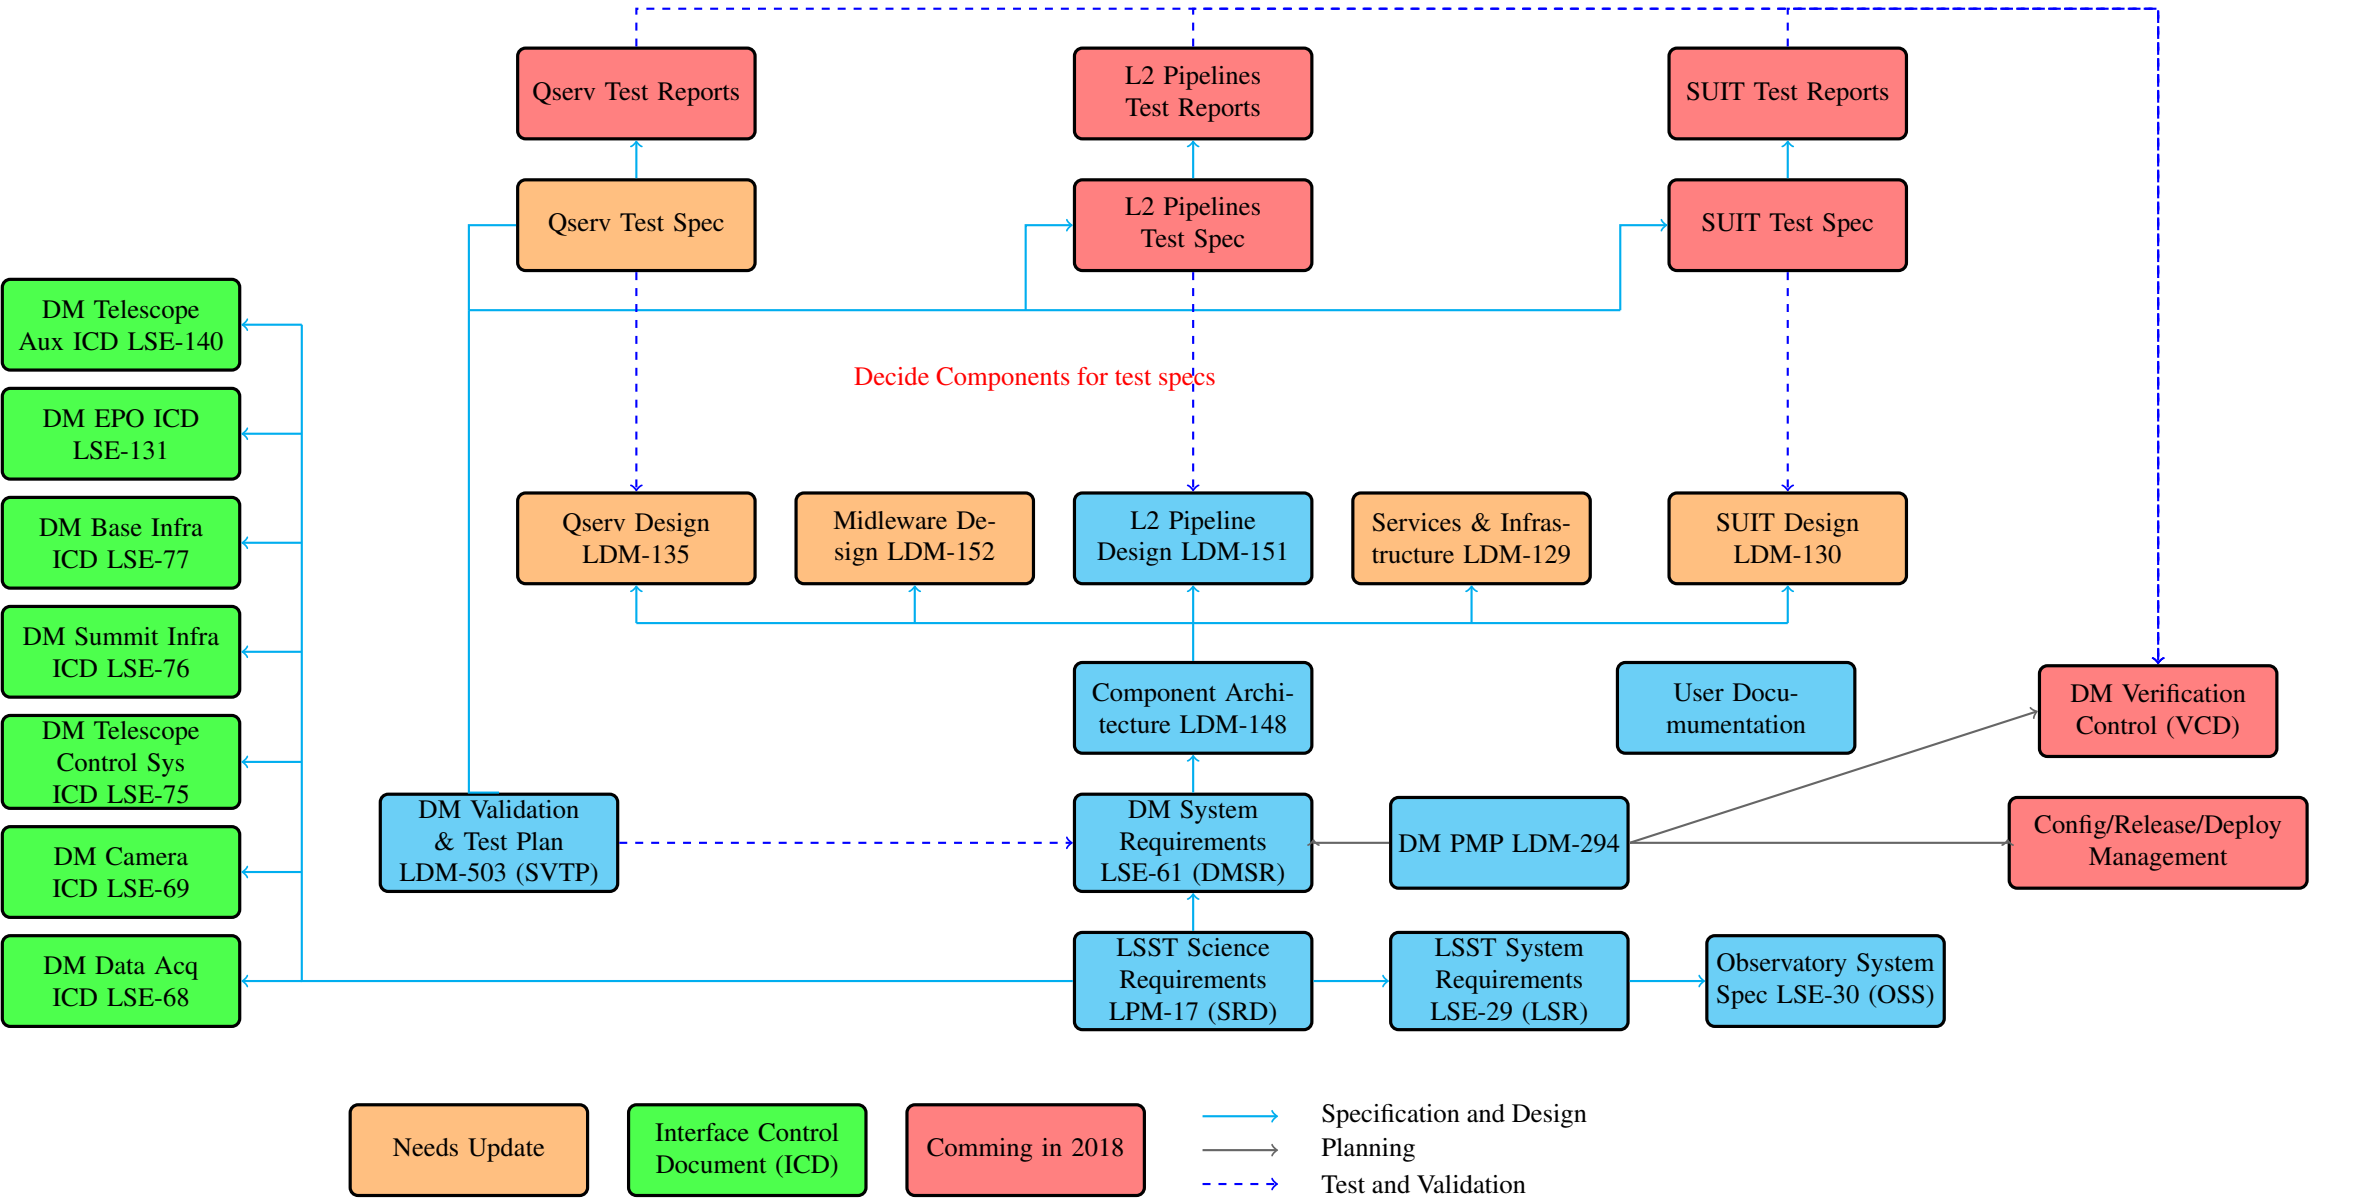 Qserv Test Reports
L2 Pipelines
Test Reports
SUIT Test Reports
Qserv Test Spec
L2 Pipelines
Test Spec
SUIT Test Spec
DM Telescope
Aux ICD LSE-140
Decide Components for test specs
DM EPO ICD
LSE-131
DM Base Infra
ICD LSE-77
Qserv Design
LDM-135
Midleware De-
sign LDM-152
L2 Pipeline
Design LDM-151
Services & Infras-
tructure LDM-129
SUIT Design
LDM-130
DM Summit Infra
ICD LSE-76
Component Archi-
tecture LDM-148
User Docu-
mumentation
DM Verification
Control (VCD)
DM Telescope
Control Sys
ICD LSE-75
DM Validation
& Test Plan
LDM-503 (SVTP)
DM System
Requirements
LSE-61 (DMSR)
DM PMP LDM-294
Config/Release/Deploy
Management
DM Camera
ICD LSE-69
DM Data Acq
ICD LSE-68
LSST Science
Requirements
LPM-17 (SRD)
LSST System
Requirements
LSE-29 (LSR)
Observatory System
Spec LSE-30 (OSS)
Needs Update
Interface Control
Document (ICD)
Comming in 2018
Specification and Design
Planning
Test and Validation